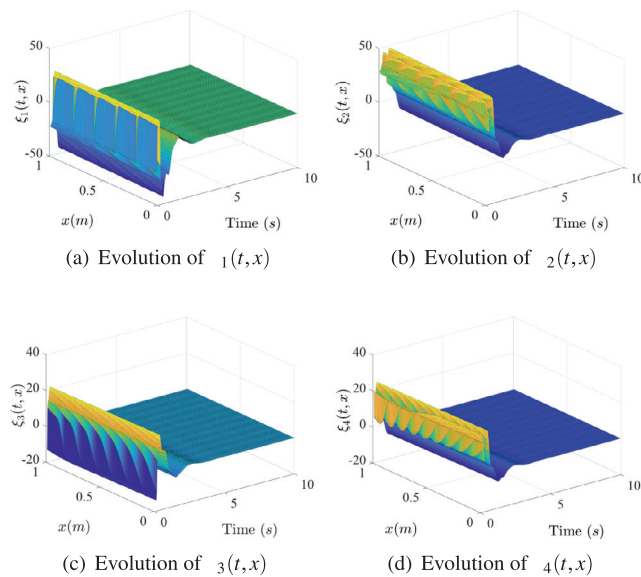 50
0
-50
ξ₁(t, x)
1
0.5
0
x(m)
0
5
10
Time (s)
(a) Evolution of ₁(t, x)
50
0
-50
ξ₂(t, x)
1
0.5
0
x(m)
0
5
10
Time (s)
(b) Evolution of ₂(t, x)
40
20
0
-20
ξ₃(t, x)
1
0.5
0
x(m)
0
5
10
Time (s)
(c) Evolution of ₃(t, x)
40
20
0
-20
ξ₄(t, x)
1
0.5
0
x(m)
0
5
10
Time (s)
(d) Evolution of ₄(t, x)